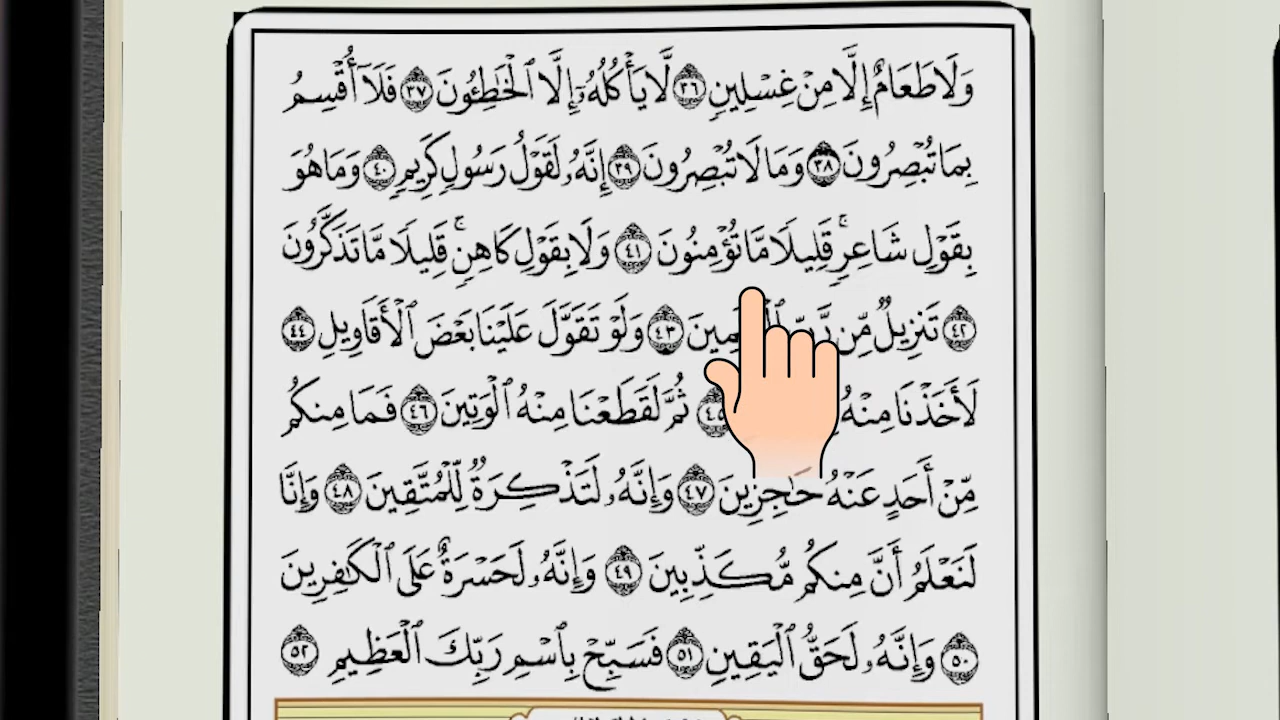 وَلَا طَعَامٌ إِلَّا مِنْ غِسْلِينٍ ٣٦ لَّا يَأْكُلُهُۥٓ إِلَّا ٱلْخَٰطِـُٔونَ ٣٧ فَلَآ أُقْسِمُ
بِمَا تُبْصِرُونَ ٣٨ وَمَا لَا تُبْصِرُونَ ٣٩ إِنَّهُۥ لَقَوْلُ رَسُولٍ كَرِيمٍ ٤٠ وَمَا هُوَ
بِقَوْلِ شَاعِرٍ ۚ قَلِيلًا مَّا تُؤْمِنُونَ ٤١ وَلَا بِقَوْلِ كَاهِنٍ ۚ قَلِيلًا مَّا تَذَكَّرُونَ
٤٢ تَنزِيلٌ مِّن رَّبِّ ٤٣ وَلَوْ تَقَوَّلَ عَلَيْنَا بَعْضَ ٱلْأَقَاوِيلِ ٤٤
لَأَخَذْنَا مِنْهُ ٤٥ ثُمَّ لَقَطَعْنَا مِنْهُ ٱلْوَتِينَ ٤٦ فَمَا مِنكُم
مِّنْ أَحَدٍ عَنْهُ حَٰجِزِينَ ٤٧ وَإِنَّهُۥ لَتَذْكِرَةٌ لِّلْمُتَّقِينَ ٤٨ وَإِنَّا
لَنَعْلَمُ أَنَّ مِنكُم مُّكَذِّبِينَ ٤٩ وَإِنَّهُۥ لَحَسْرَةٌ عَلَى ٱلْكَٰفِرِينَ
٥٠ وَإِنَّهُۥ لَحَقُّ ٱلْيَقِينِ ٥١ فَسَبِّحْ بِٱسْمِ رَبِّكَ ٱلْعَظِيمِ ٥٢